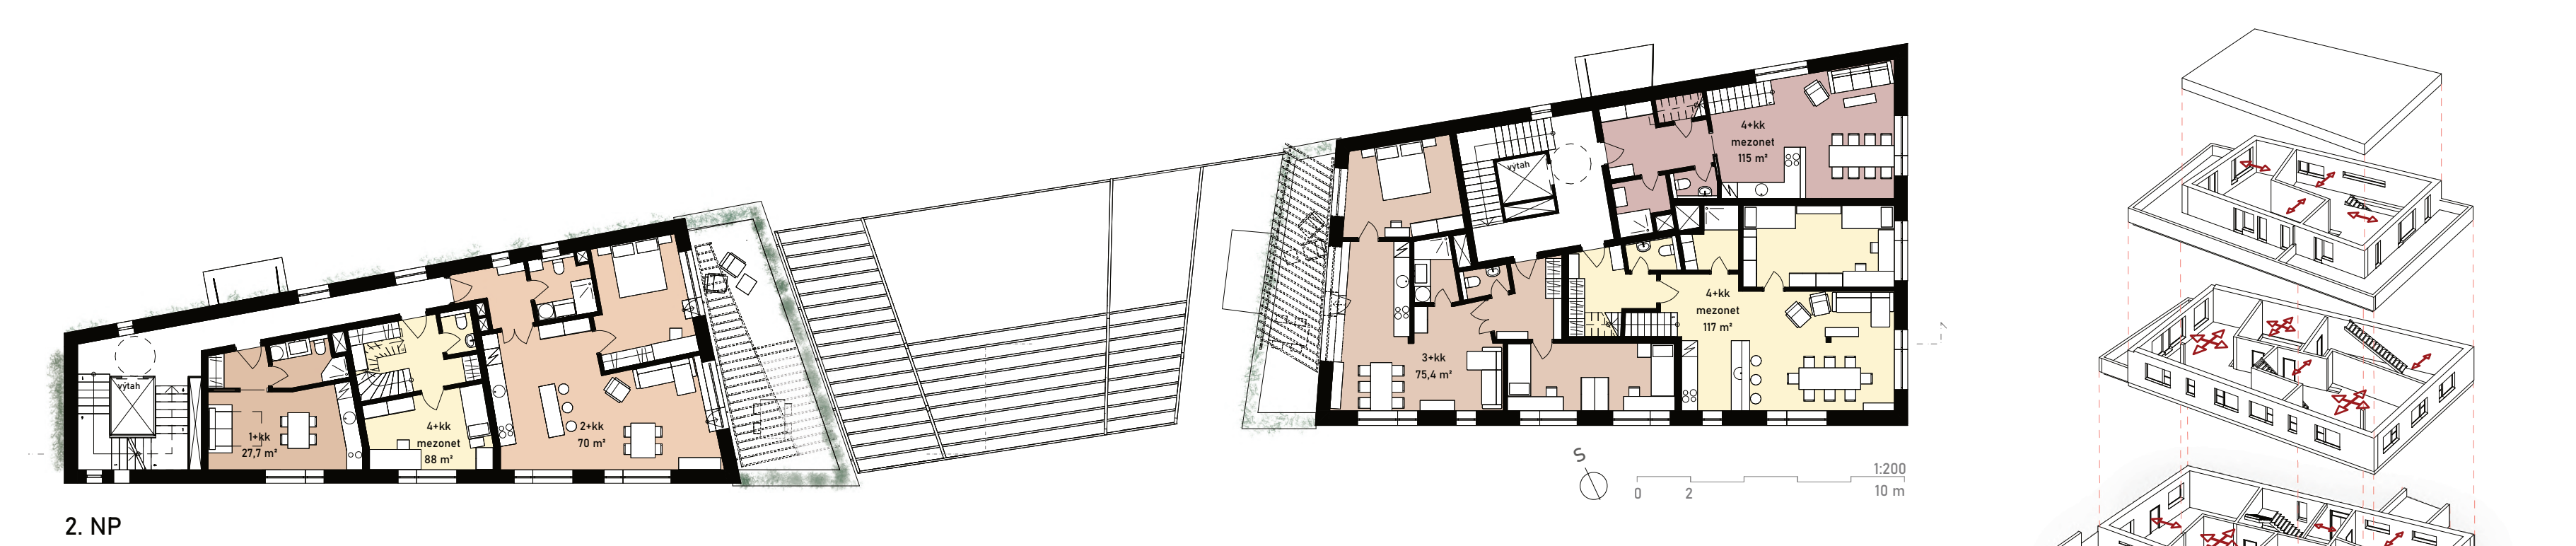 4+kk
mezonet
115 m²
výtah
4+kk
mezonet
117 m²
3+kk
75,4 m²
výtah
1+kk
27,7 m²
4+kk
mezonet
88 m²
2+kk
70 m²
S
1:200
0 2 10 m
2. NP